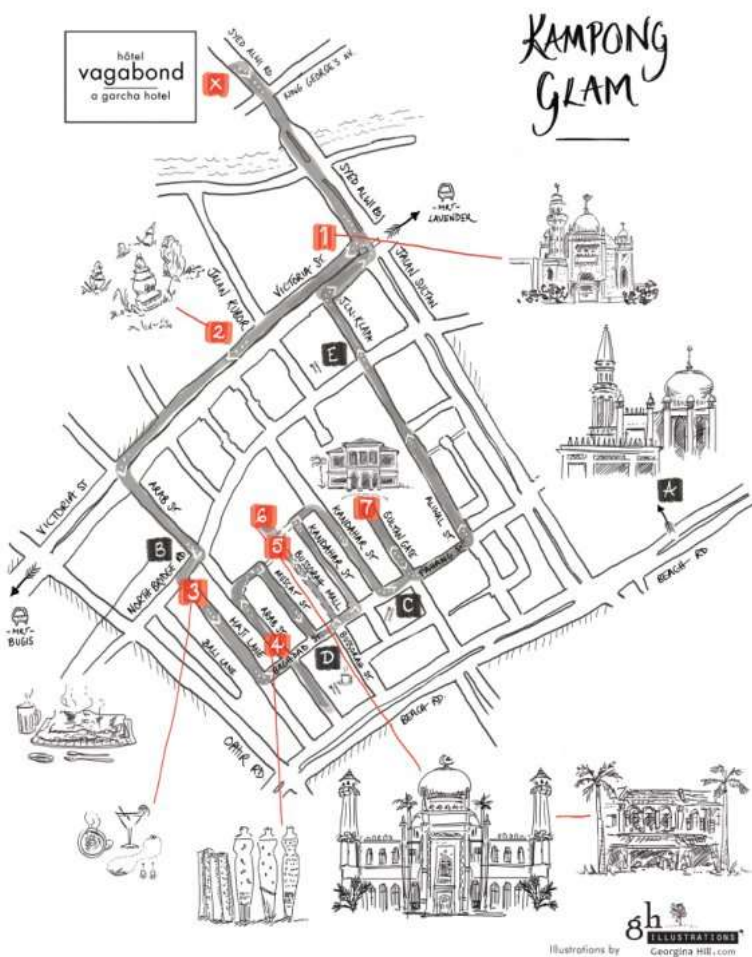 KAMPONG
GLAM
hôtel
vagabond
a garcha hotel
X
SYED ALWI RD
KING GEORGE'S AV.
SYED ALWI RD
-MRT-
LAVENDER
1
JALAN SULTAN
VICTORIA ST
JALAN KUBOR
2
JLN. KLAPA
E
A
VICTORIA ST
ARAB ST
7
ALIWAL ST
6
KANDAHAR ST
SULTAN GATE
B
5
KANDAHAR ST
BUSSORAH MALL
MUSCAT ST
PAHANG ST
BEACH RD
NORTH BRIDGE RD
3
ARAB ST
C
-MRT-
BUGIS
HAJI LANE
4
BAGHDAD ST
D
BUSSORAH ST
BALI LANE
BEACH RD.
OPHIR RD
gh
ILLUSTRATIONS
Illustrations by
Georgina Hill.com